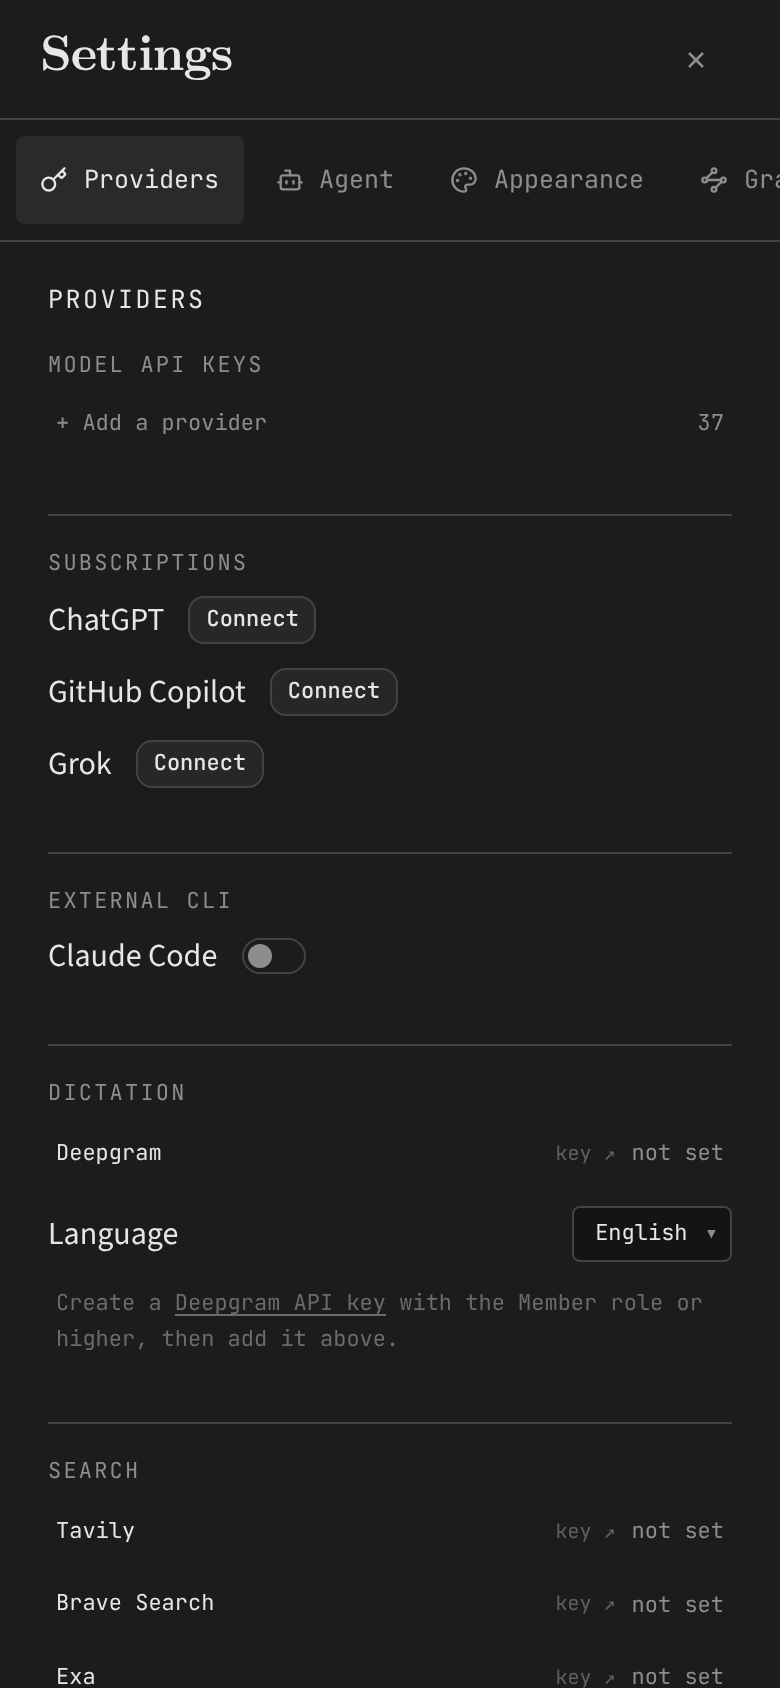 Settings
×
Providers
Agent
Appearance
Gra
PROVIDERS
MODEL API KEYS
+ Add a provider 37
SUBSCRIPTIONS
ChatGPT Connect
GitHub Copilot Connect
Grok Connect
EXTERNAL CLI
Claude Code
DICTATION
Deepgram key ↗ not set
Language English ▾
Create a Deepgram API key with the Member role or
higher, then add it above.
SEARCH
Tavily key ↗ not set
Brave Search key ↗ not set
Exa key ↗ not set